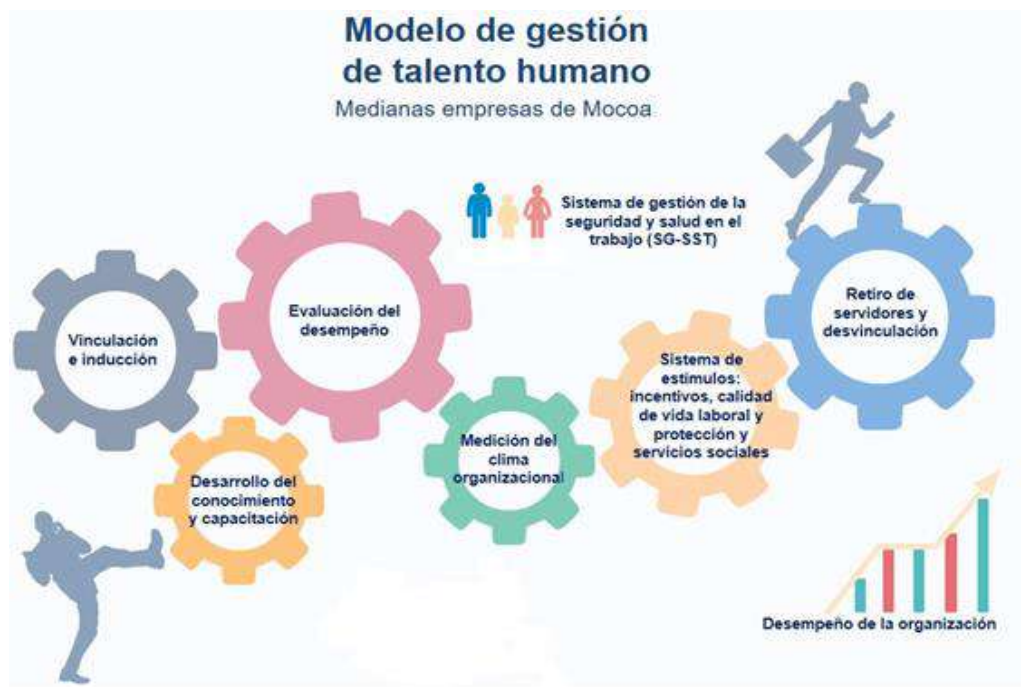 Modelo de gestión
de talento humano
Medianas empresas de Mocoa
Sistema de gestión de la
seguridad y salud en el
trabajo (SG-SST)
Vinculación
e inducción
Evaluación del
desempeño
Retiro de
servidores y
desvinculación
Desarrollo del
conocimiento
y capacitación
Medición del
clima
organizacional
Sistema de
estímulos:
incentivos, calidad
de vida laboral y
protección y
servicios sociales
Desempeño de la organización